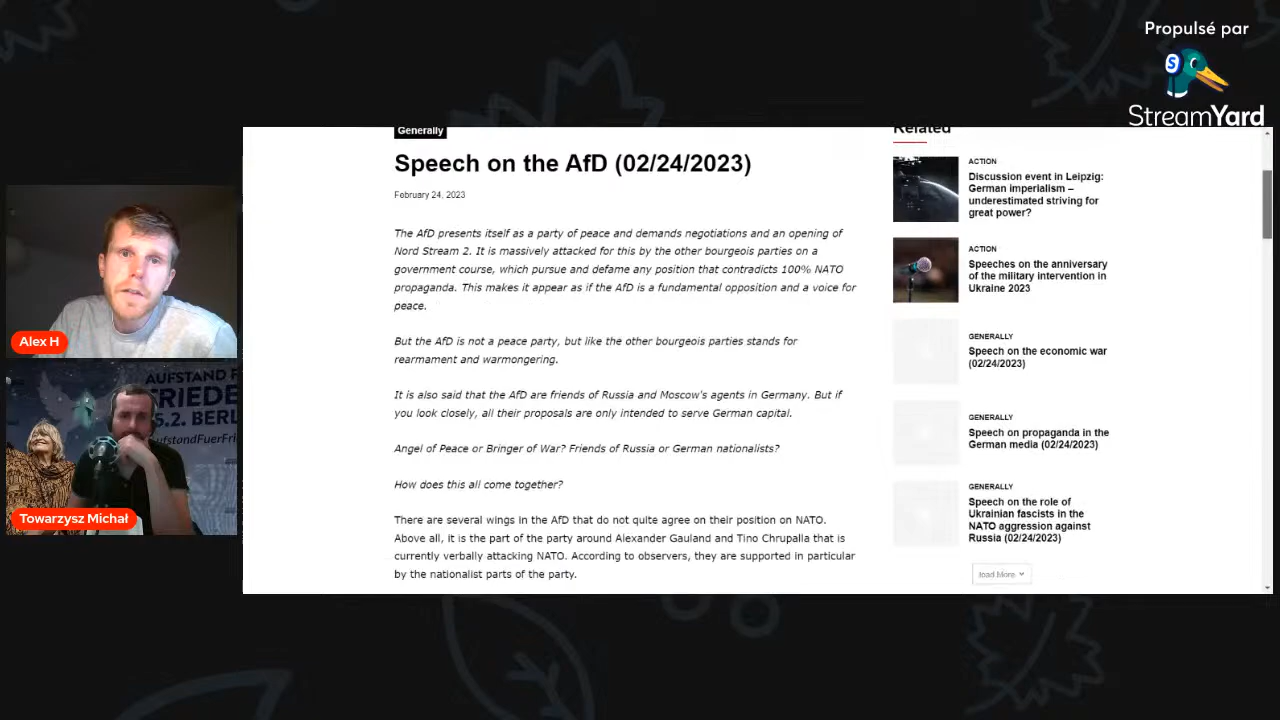 Propulsé par
StreamYard
Generally
Speech on the AfD (02/24/2023)
February 24, 2023
The AfD presents itself as a party of peace and demands negotiations and an opening of
Nord Stream 2. It is massively attacked for this by the other bourgeois parties on a
government course, which pursue and defame any position that contradicts 100% NATO
propaganda. This makes it appear as if the AfD is a fundamental opposition and a voice for
peace.
But the AfD is not a peace party, but like the other bourgeois parties stands for
rearmament and warmongering.
It is also said that the AfD are friends of Russia and Moscow's agents in Germany. But if
you look closely, all their proposals are only intended to serve German capital.
Angel of Peace or Bringer of War? Friends of Russia or German nationalists?
How does this all come together?
There are several wings in the AfD that do not quite agree on their position on NATO.
Above all, it is the part of the party around Alexander Gauland and Tino Chrupalla that is
currently verbally attacking NATO. According to observers, they are supported in particular
by the nationalist parts of the party.
Related
ACTION
Discussion event in Leipzig:
German imperialism –
underestimated striving for
great power?
ACTION
Speeches on the anniversary
of the military intervention in
Ukraine 2023
GENERALLY
Speech on the economic war
(02/24/2023)
GENERALLY
Speech on propaganda in the
German media (02/24/2023)
GENERALLY
Speech on the role of
Ukrainian fascists in the
NATO aggression against
Russia (02/24/2023)
load More
Alex H
AUFSTAND F
FRIEDE
5.2. BERL
ufstandFuerFri
Towarzysz Michał